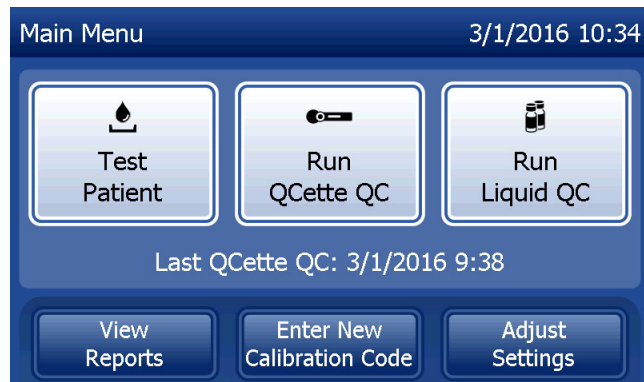 Main Menu 3/1/2016 10:34
Test
Patient
Run
QCette QC
Run
Liquid QC
Last QCette QC: 3/1/2016 9:38
View
Reports
Enter New
Calibration Code
Adjust
Settings